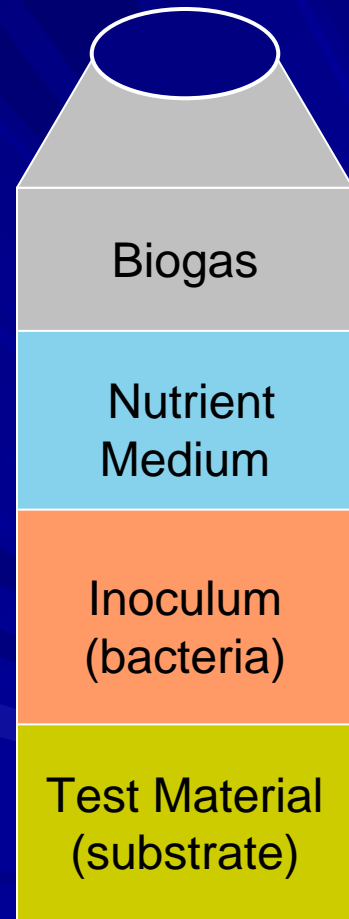 Biogas
Nutrient
Medium
Inoculum
(bacteria)
Test Material
(substrate)